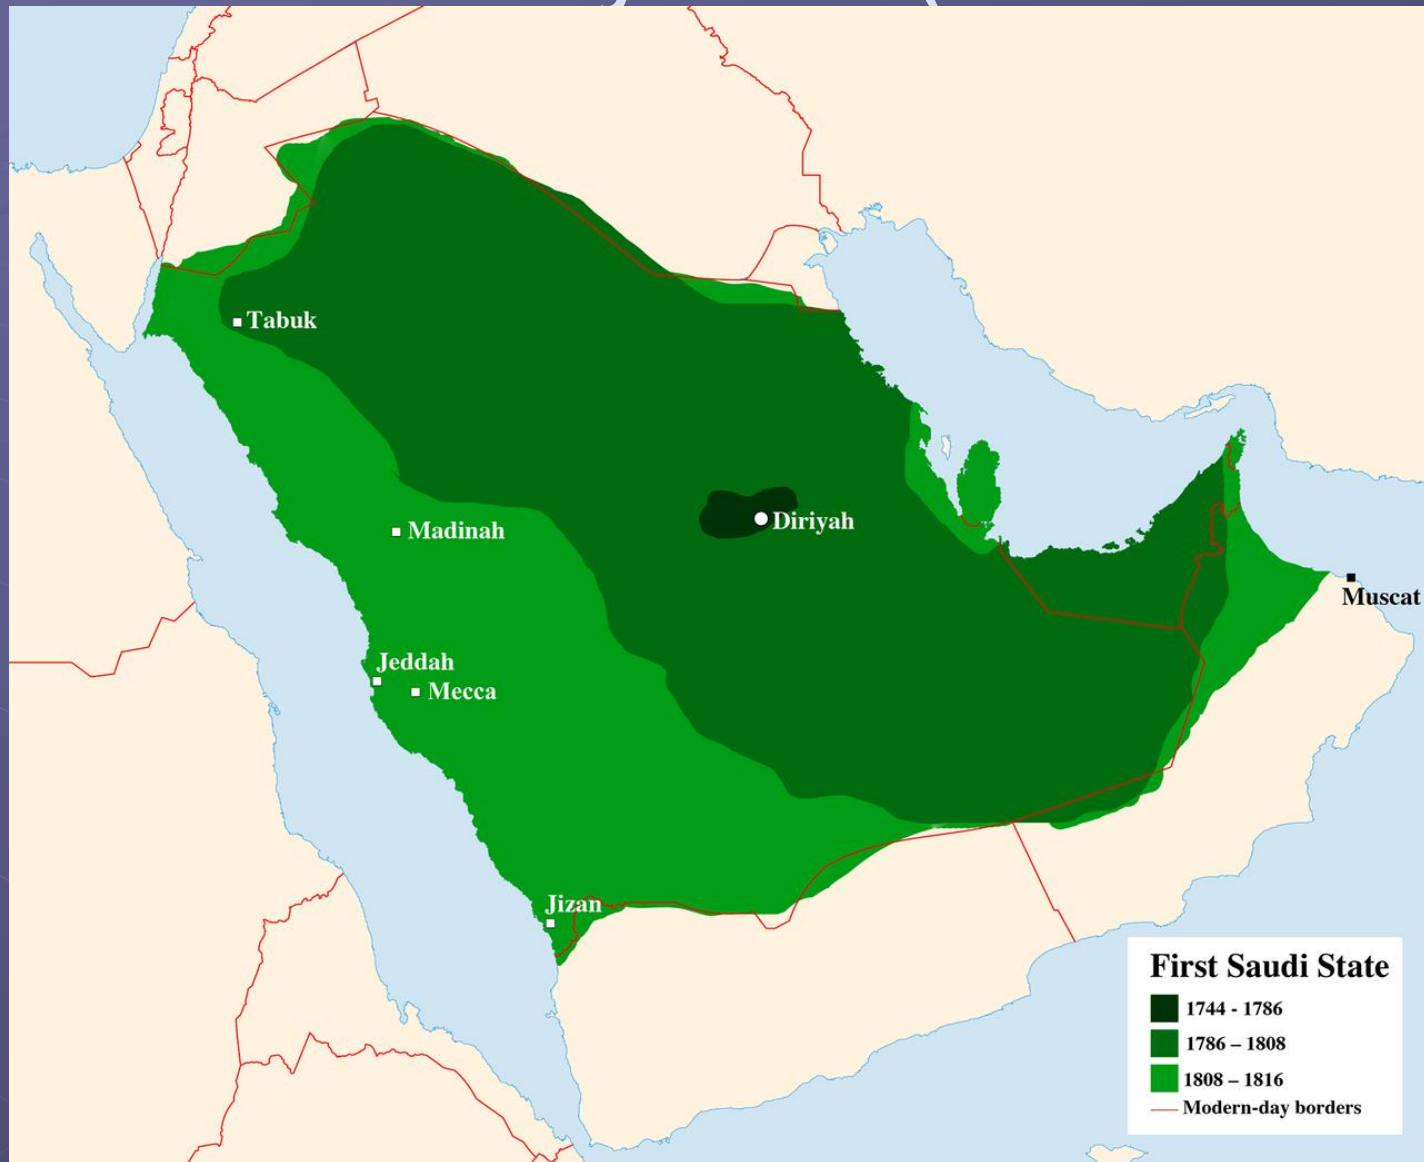 Tabuk
Diriyah
Madinah
Muscat
Jeddah
Mecca
Jizan
First Saudi State
1744 - 1786
1786 – 1808
1808 – 1816
Modern-day borders